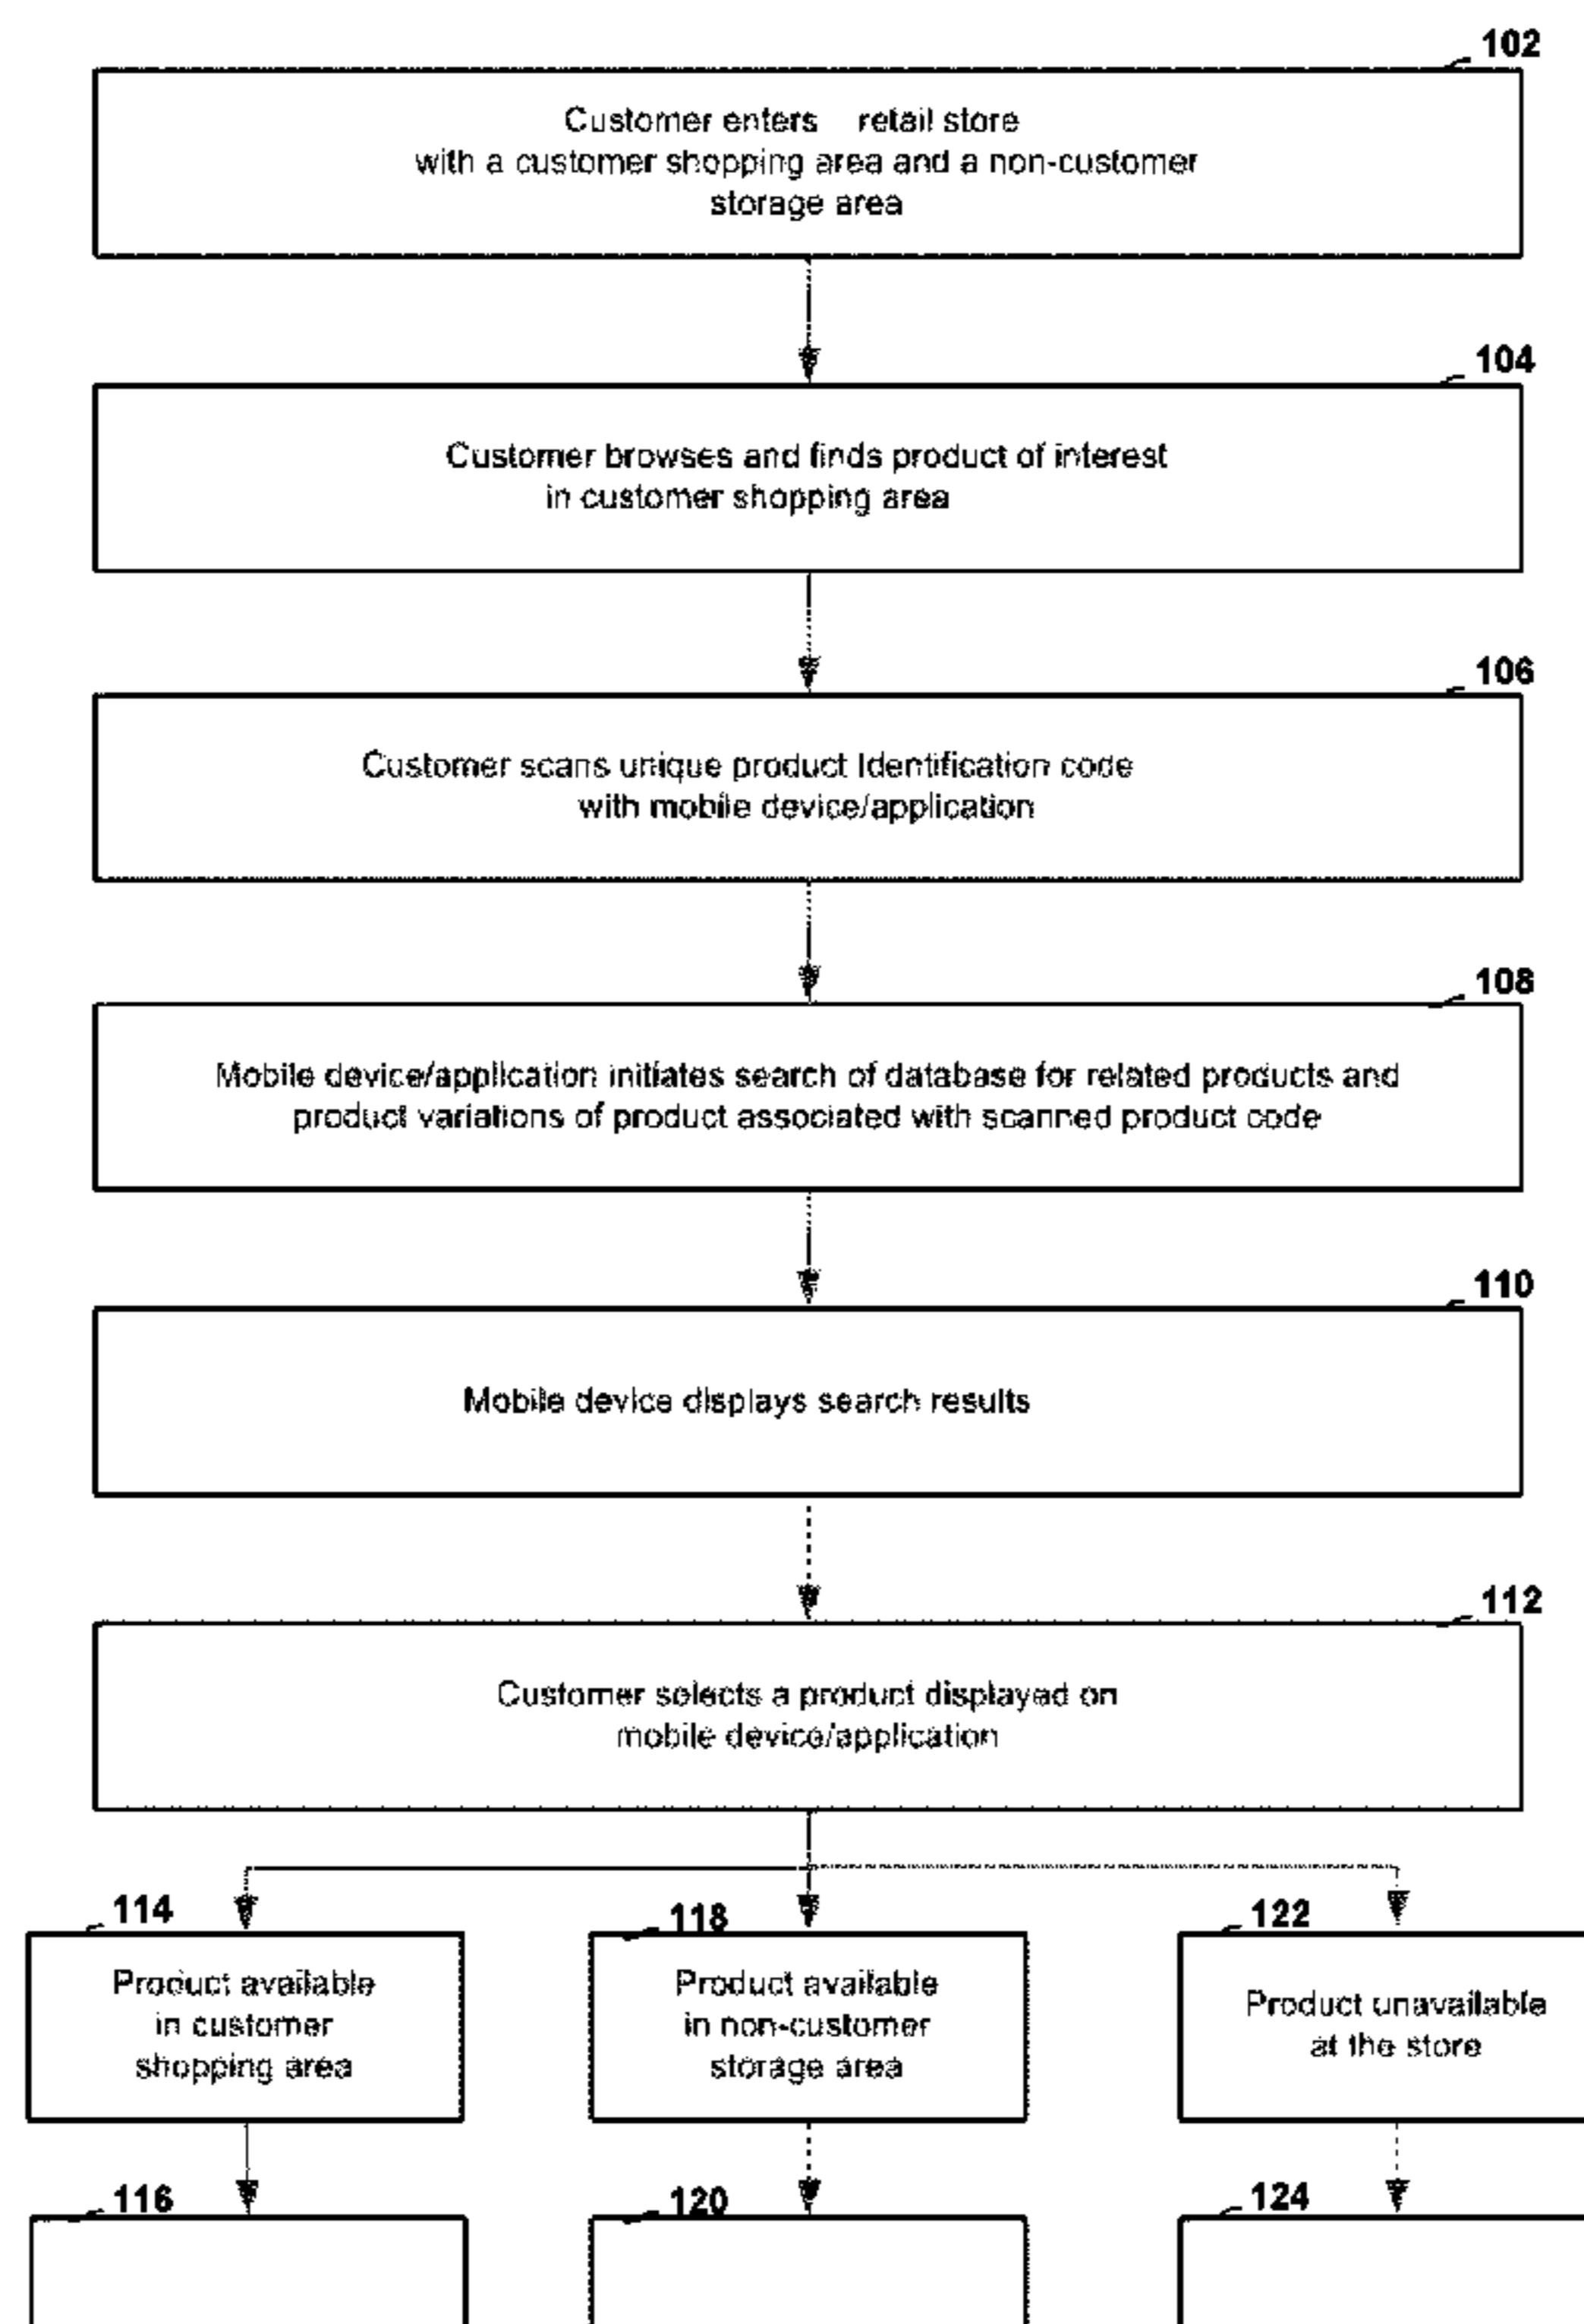 102
Customer enters retail store
with a customer shopping area and a non-customer
storage area
104
Customer browses and finds product of interest
in customer shopping area
106
Customer scans unique product Identification code
with mobile device/application
108
Mobile device/application initiates search of database for related products and
product variations of product associated with scanned product code
110
Mobile device displays search results
112
Customer selects a product displayed on
mobile device/application
114
Product available
in customer
shopping area
118
Product available
in non-customer
storage area
122
Product unavailable
at the store
116
120
124